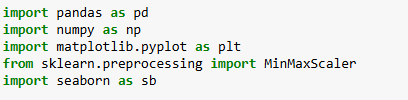 import pandas as pd
import numpy as np
import matplotlib.pyplot as plt
from sklearn.preprocessing import MinMaxScaler
import seaborn as sb